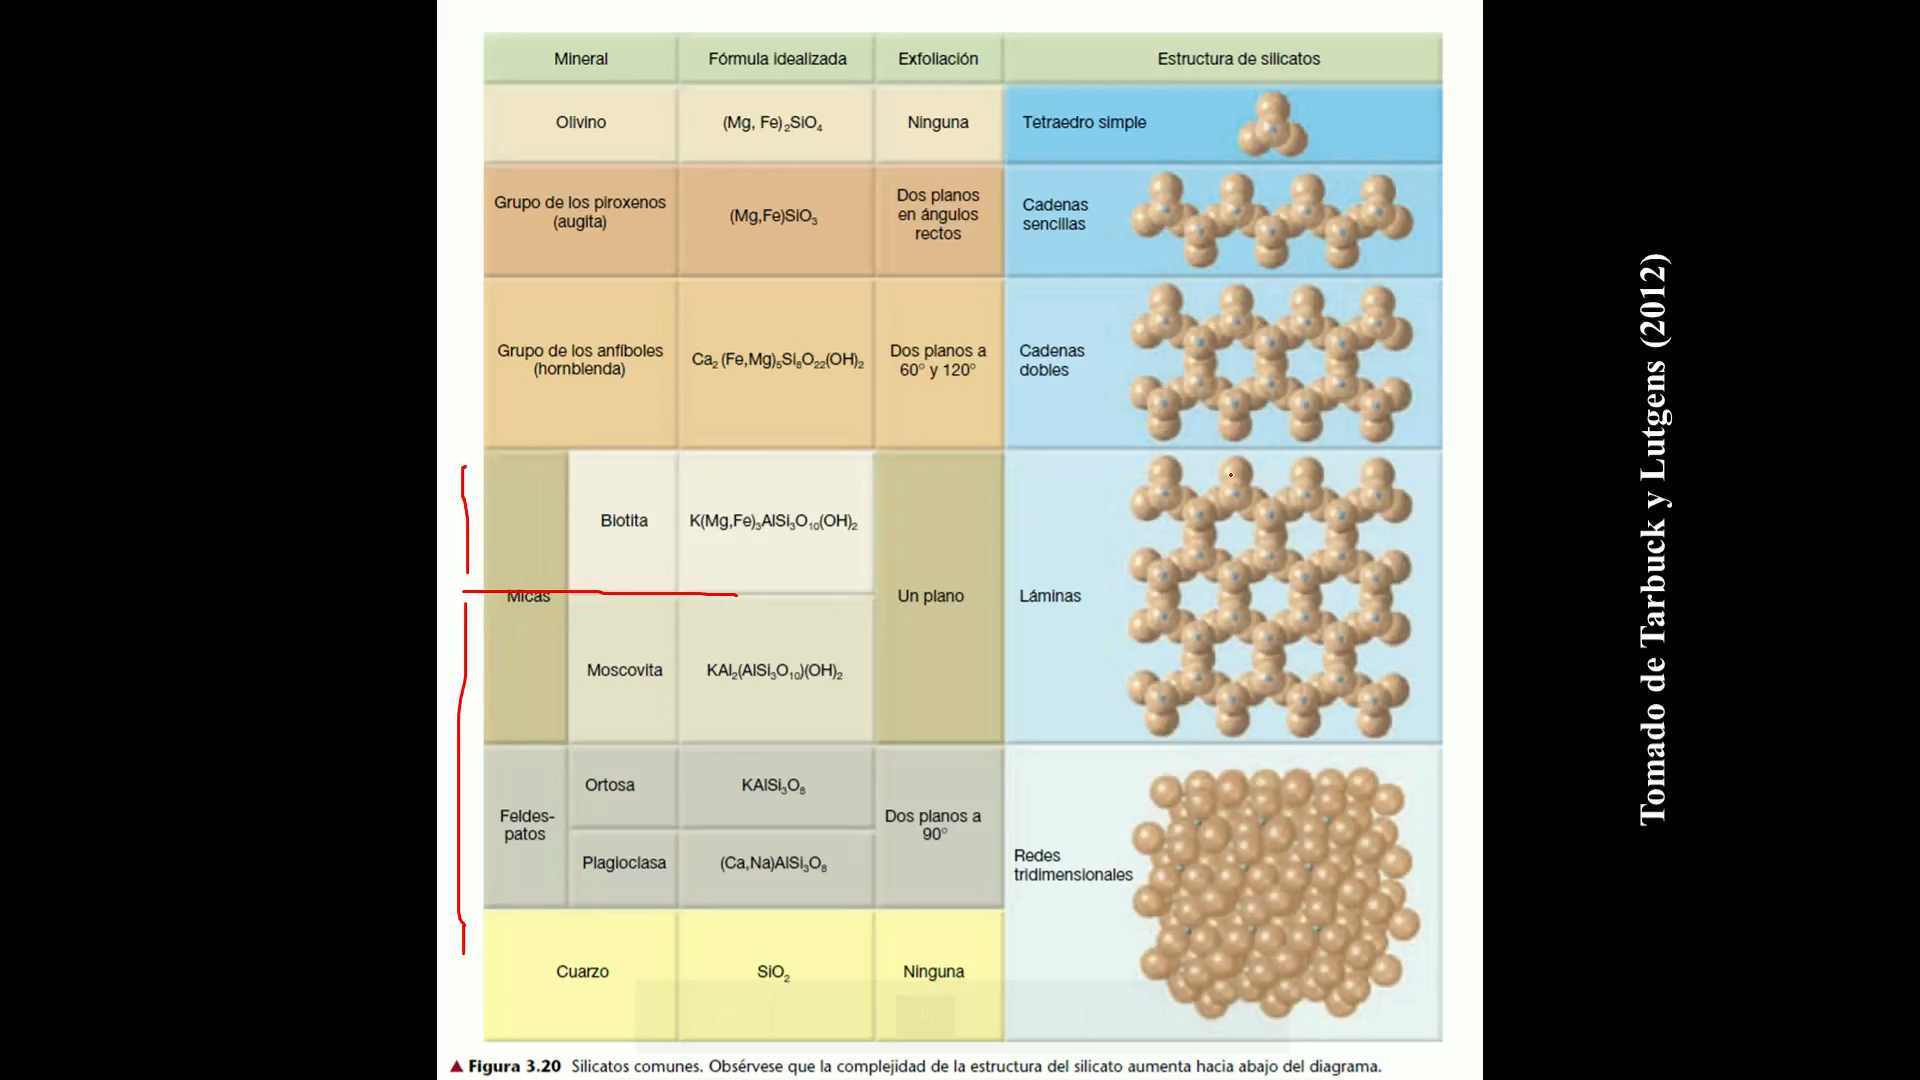 Mineral Fórmula idealizada Exfoliación Estructura de silicatos
Olivino (Mg, Fe)₂SiO₄ Ninguna Tetraedro simple
Grupo de los piroxenos
(augita)
(Mg,Fe)SiO₃
Dos planos
en ángulos
rectos
Cadenas
sencillas
Grupo de los anfíboles
(hornblenda)
Ca₂ (Fe,Mg)₅Si₈O₂₂(OH)₂
Dos planos a
60° y 120°
Cadenas
dobles
Micas
Biotita K(Mg,Fe)₃AlSi₃O₁₀(OH)₂
Moscovita KAl₂(AlSi₃O₁₀)(OH)₂
Un plano
Láminas
Feldes-
patos
Ortosa KAlSi₃O₈
Plagioclasa (Ca,Na)AlSi₃O₈
Dos planos a
90°
Redes
tridimensionales
Cuarzo SiO₂ Ninguna
▲ Figura 3.20 Silicatos comunes. Obsérvese que la complejidad de la estructura del silicato aumenta hacia abajo del diagrama.
Tomado de Tarbuck y Lutgens (2012)